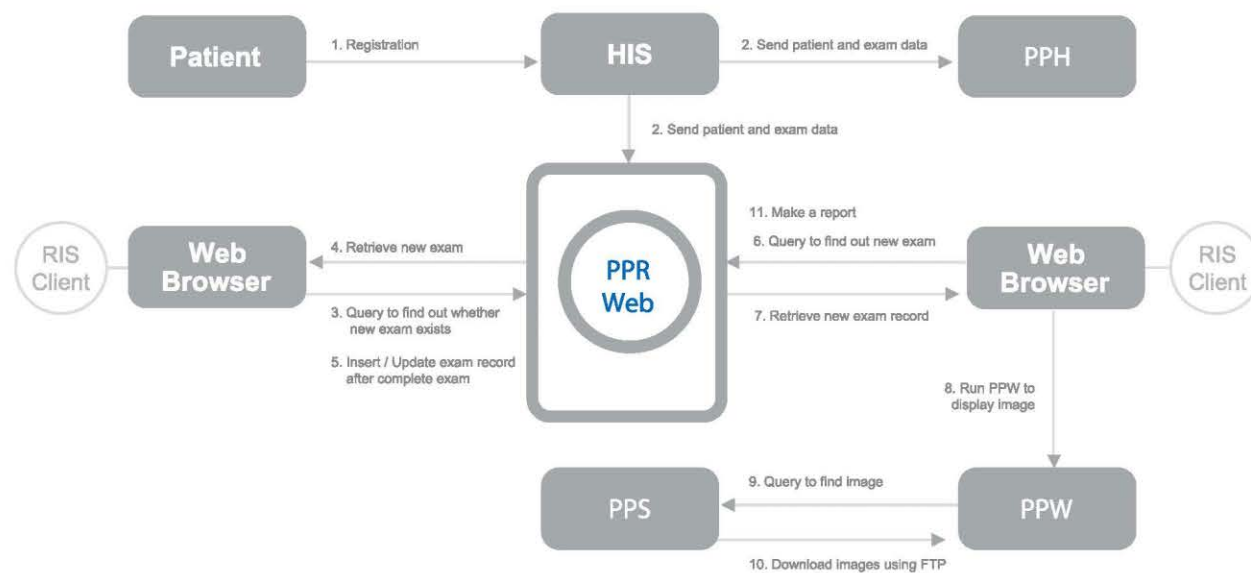 Patient
1. Registration
HIS
2. Send patient and exam data
PPH
2. Send patient and exam data
RIS
Client
Web
Browser
4. Retrieve new exam
3. Query to find out whether
new exam exists
5. Insert / Update exam record
after complete exam
PPR
Web
11. Make a report
6. Query to find out new exam
7. Retrieve new exam record
Web
Browser
RIS
Client
8. Run PPW to
display image
PPS
9. Query to find image
10. Download images using FTP
PPW